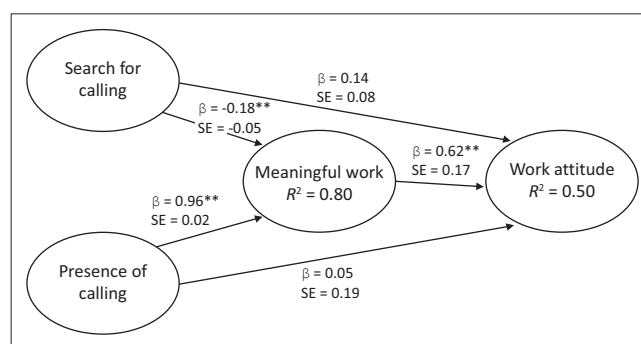 Search for
calling
β = 0.14
SE = 0.08
β = -0.18**
SE = -0.05
Meaningful work
R² = 0.80
β = 0.62**
SE = 0.17
Work attitude
R² = 0.50
β = 0.96**
SE = 0.02
Presence of
calling
β = 0.05
SE = 0.19